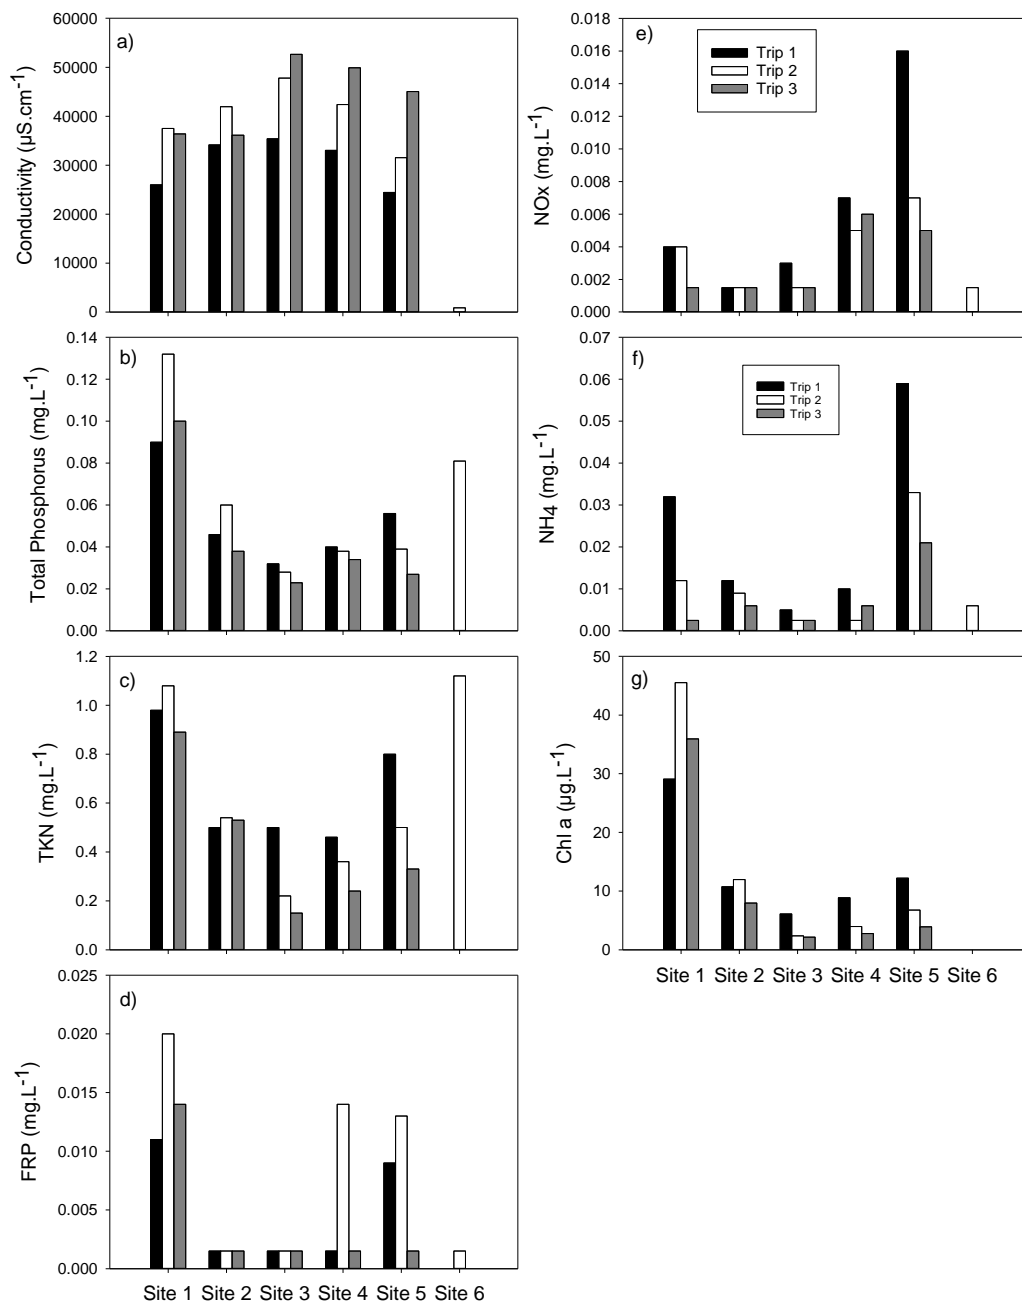 a)
Conductivity (µS.cm-1)
60000
50000
40000
30000
20000
10000
0
b)
Total Phosphorus (mg.L-1)
0.14
0.12
0.10
0.08
0.06
0.04
0.02
0.00
c)
TKN (mg.L-1)
1.2
1.0
0.8
0.6
0.4
0.2
0.0
d)
FRP (mg.L-1)
0.025
0.020
0.015
0.010
0.005
0.000
Site 1 Site 2 Site 3 Site 4 Site 5 Site 6
e)
NOx (mg.L-1)
0.018
0.016
0.014
0.012
0.010
0.008
0.006
0.004
0.002
0.000
Trip 1
Trip 2
Trip 3
f)
NH4 (mg.L-1)
0.07
0.06
0.05
0.04
0.03
0.02
0.01
0.00
Trip 1
Trip 2
Trip 3
g)
Chl a (µg.L-1)
50
40
30
20
10
0
Site 1 Site 2 Site 3 Site 4 Site 5 Site 6